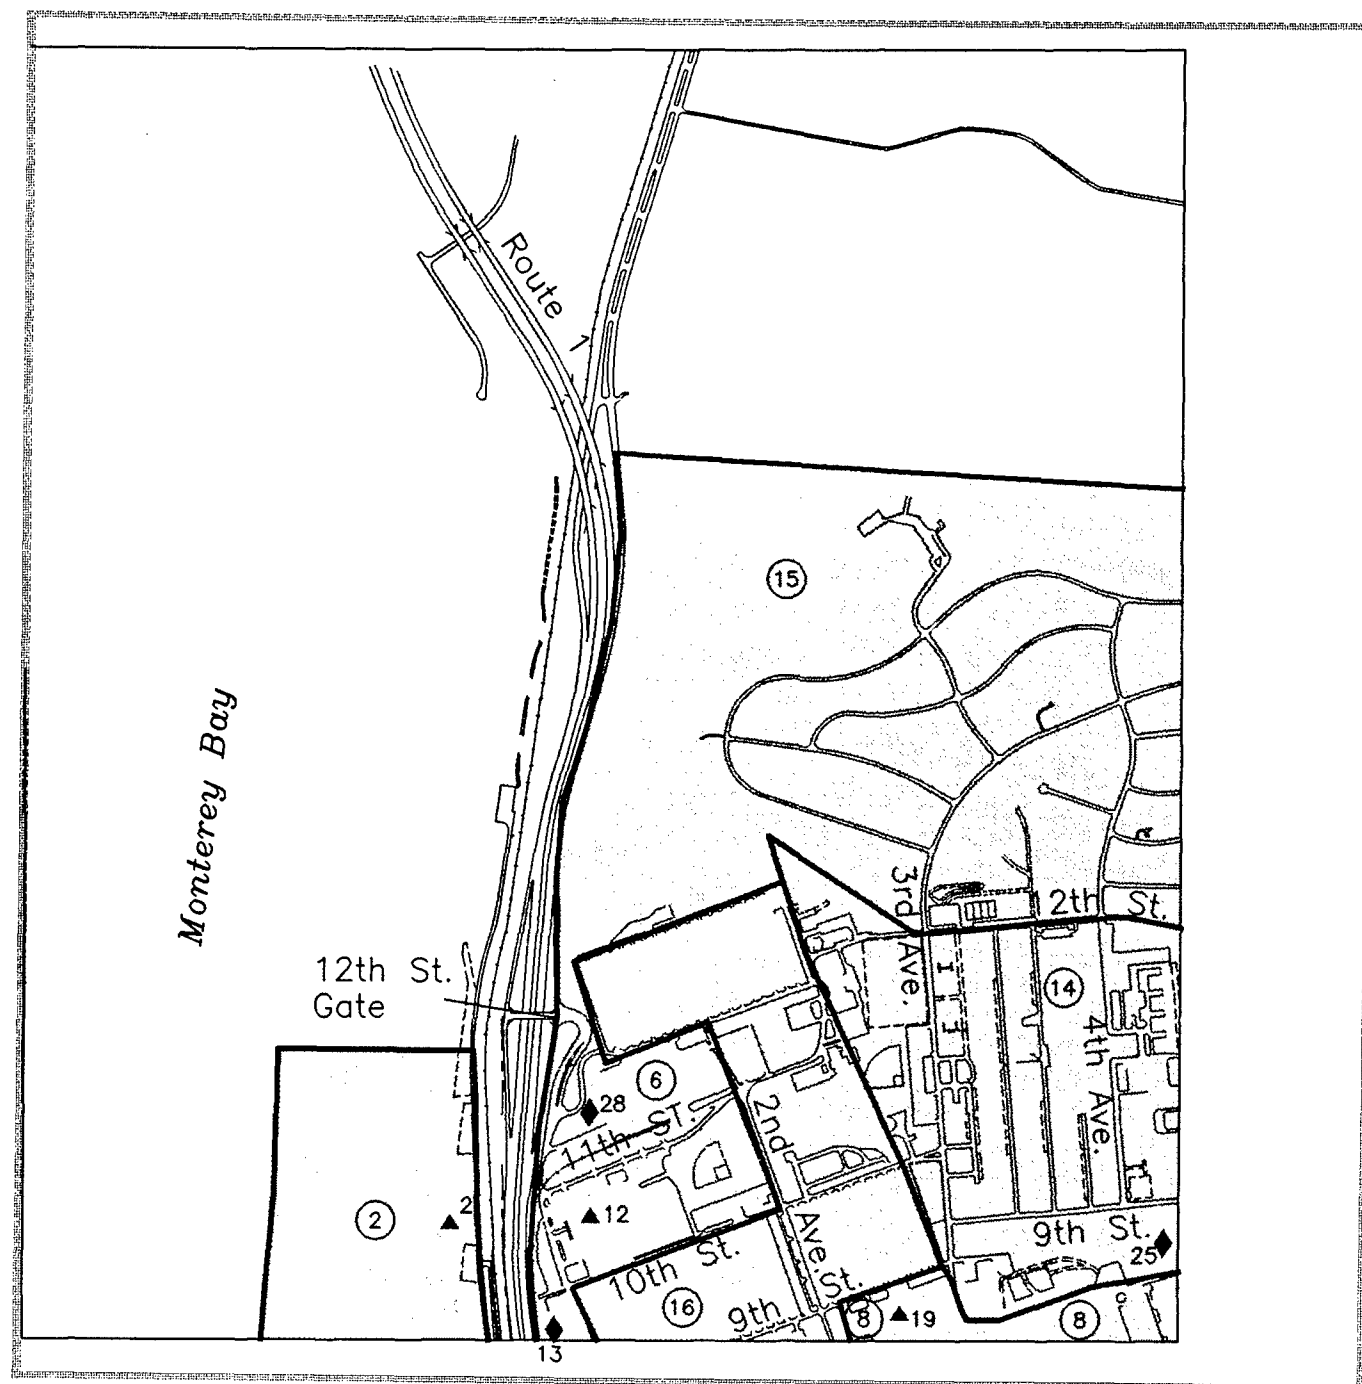 Route 1
15
Monterey Bay
3rd Ave.
12th St.
12th St.
Gate
14
4th Ave.
6
28
11th ST.
2nd Ave.
2
2
12
10th St.
9th St.
25
16
9th St.
8
19
8
13